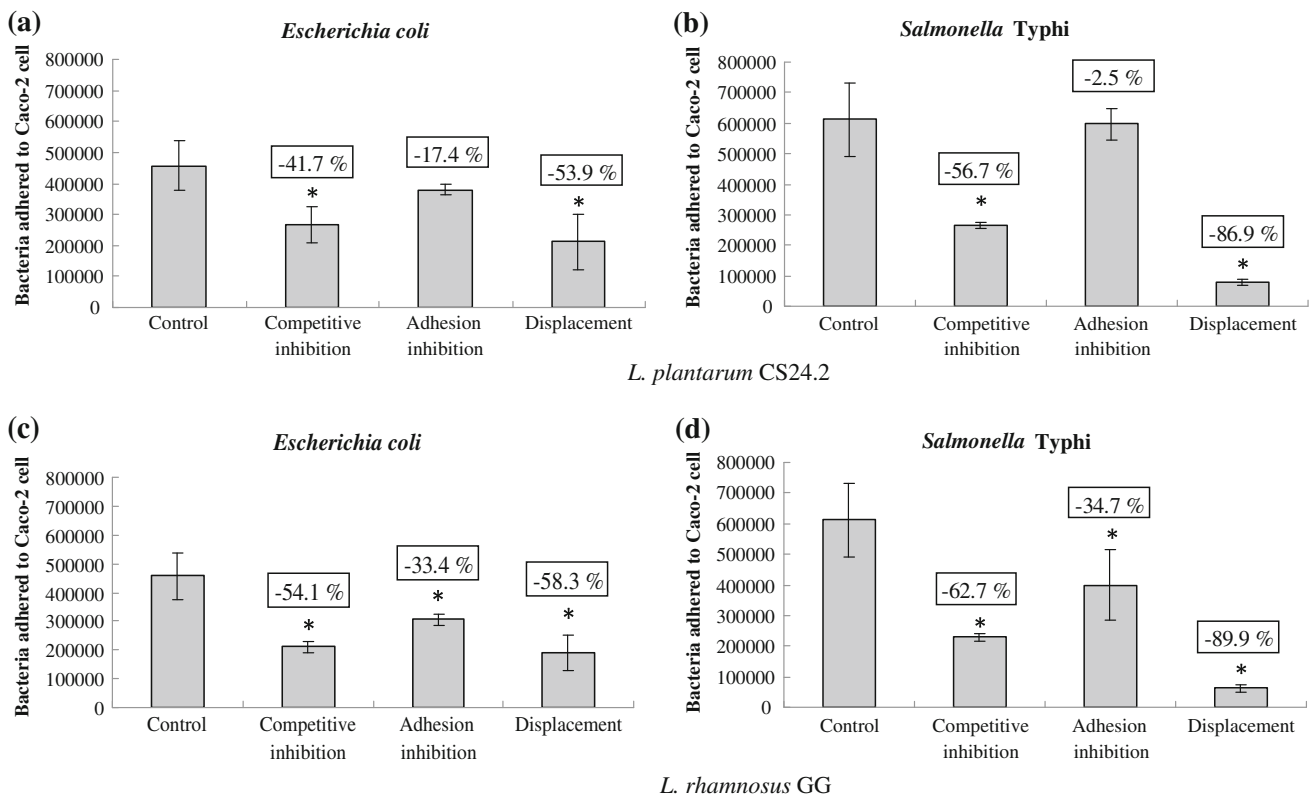 (a)
Escherichia coli
Bacteria adhered to Caco-2 cell
800000
700000
600000
500000
400000
300000
200000
100000
0
-41.7 %
*
-17.4 %
-53.9 %
*
Control
Competitive
inhibition
Adhesion
inhibition
Displacement
(b)
Salmonella Typhi
Bacteria adhered to Caco-2 cell
800000
700000
600000
500000
400000
300000
200000
100000
0
-56.7 %
*
-2.5 %
-86.9 %
*
Control
Competitive
inhibition
Adhesion
inhibition
Displacement
L. plantarum CS24.2
(c)
Escherichia coli
Bacteria adhered to Caco-2 cell
800000
700000
600000
500000
400000
300000
200000
100000
0
-54.1 %
*
-33.4 %
*
-58.3 %
*
Control
Competitive
inhibition
Adhesion
inhibition
Displacement
(d)
Salmonella Typhi
Bacteria adhered to Caco-2 cell
800000
700000
600000
500000
400000
300000
200000
100000
0
-62.7 %
*
-34.7 %
*
-89.9 %
*
Control
Competitive
inhibition
Adhesion
inhibition
Displacement
L. rhamnosus GG